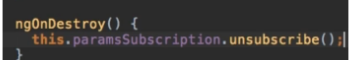 ngOnDestroy() {
this.paramsSubscription.unsubscribe();
}